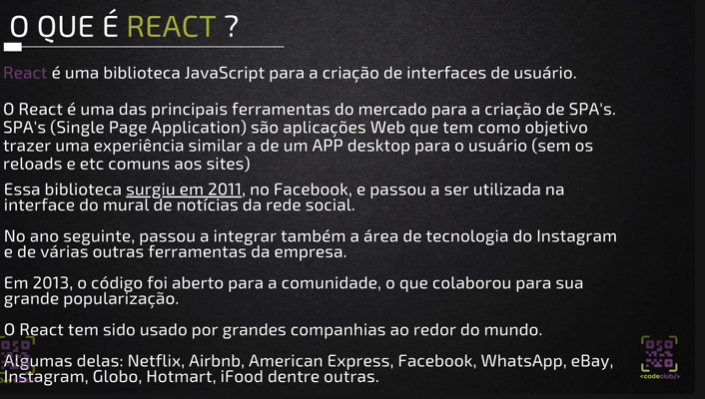 O QUE É REACT ?
React é uma biblioteca JavaScript para a criação de interfaces de usuário.
O React é uma das principais ferramentas do mercado para a criação de SPA's.
SPA's (Single Page Application) são aplicações Web que tem como objetivo
trazer uma experiência similar a de um APP desktop para o usuário (sem os
reloads e etc comuns aos sites)
Essa biblioteca surgiu em 2011, no Facebook, e passou a ser utilizada na
interface do mural de notícias da rede social.
No ano seguinte, passou a integrar também a área de tecnologia do Instagram
e de várias outras ferramentas da empresa.
Em 2013, o código foi aberto para a comunidade, o que colaborou para sua
grande popularização.
O React tem sido usado por grandes companhias ao redor do mundo.
Algumas delas: Netflix, Airbnb, American Express, Facebook, WhatsApp, eBay,
Instagram, Globo, Hotmart, iFood dentre outras.
<codeclub/>